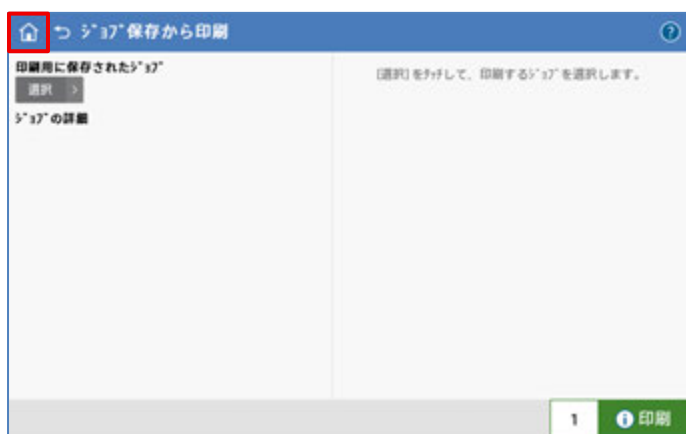 ｼﾞｮﾌﾞ保存から印刷
印刷用に保存されたｼﾞｮﾌﾞ
選択
ｼﾞｮﾌﾞの詳細
[選択] をﾀｯﾁして、印刷するｼﾞｮﾌﾞを選択します。
1
印刷